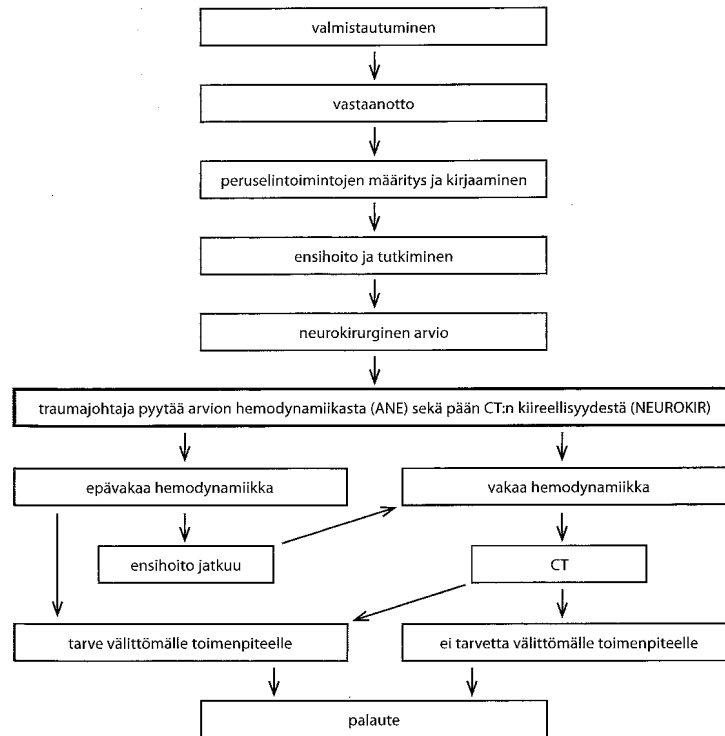 valmistautuminen
vastaanotto
peruselintoimintojen määritys ja kirjaaminen
ensihoito ja tutkiminen
neurokirurginen arvio
traumajohtaja pyytää arvion hemodynamiikasta (ANE) sekä pään CT:n kiireellisyydestä (NEUROKIR)
epävakaa hemodynamiikka
vakaa hemodynamiikka
ensihoito jatkuu
CT
tarve välittömälle toimenpiteelle
ei tarvetta välittömälle toimenpiteelle
palaute